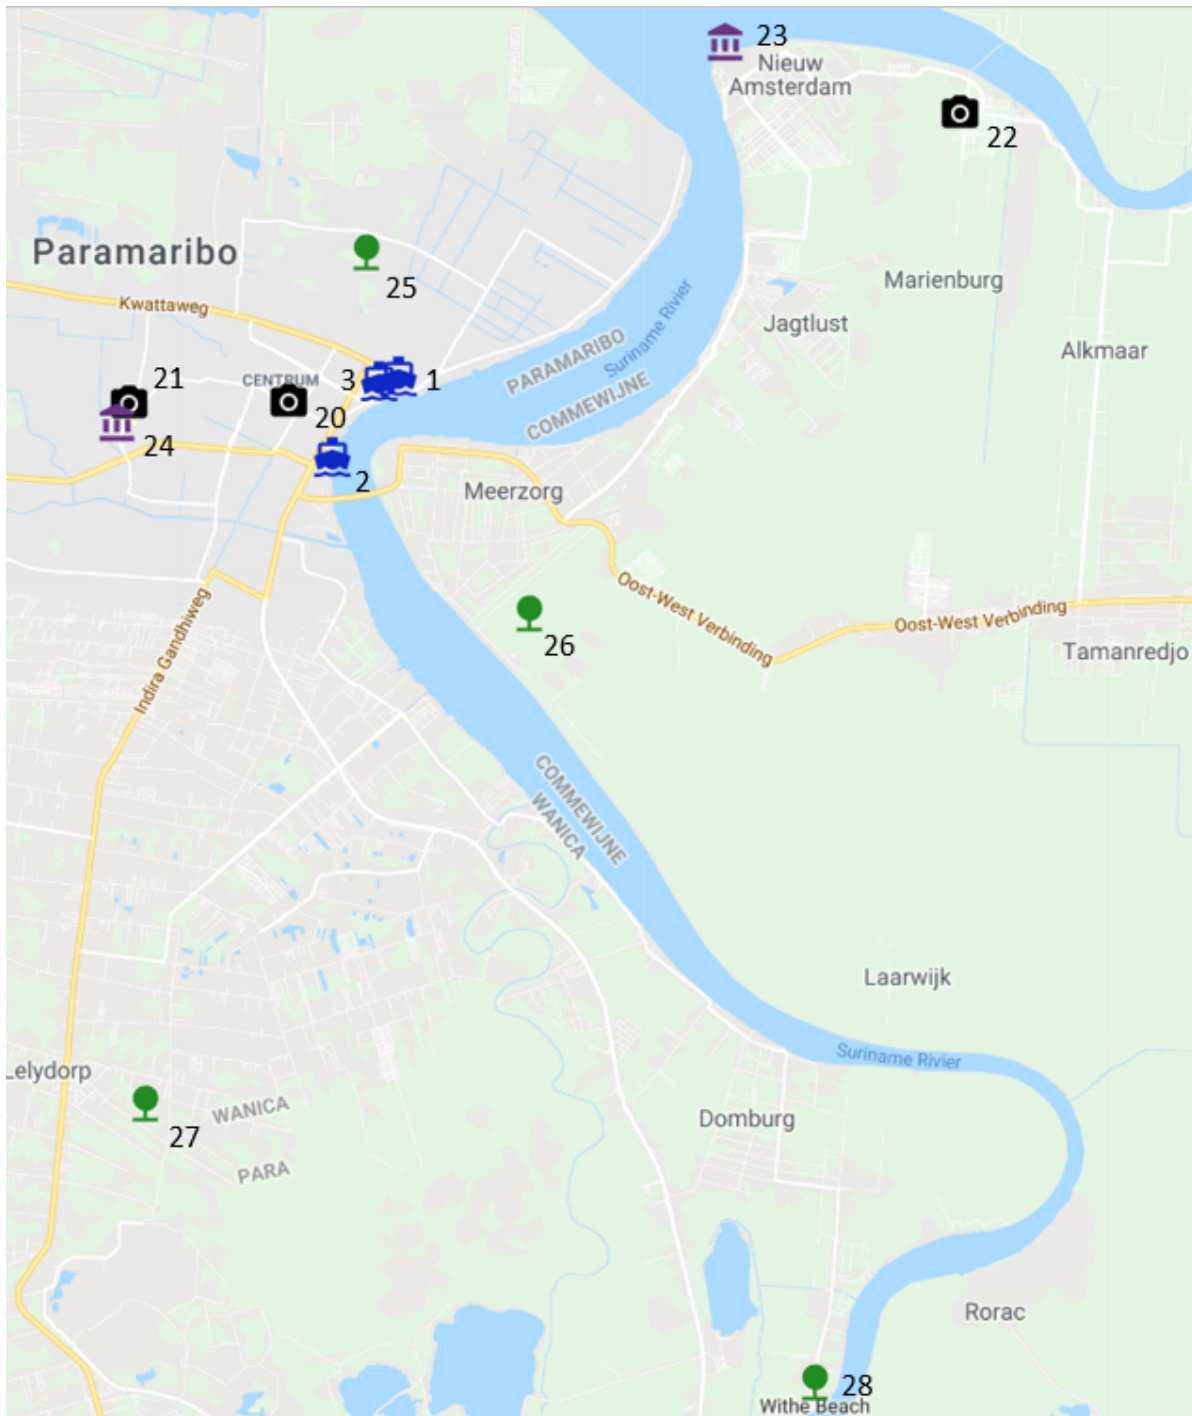 23
Nieuw
Amsterdam
22
Paramaribo
25
Marienburg
Kwattaweg
Suriname Rivier
Jagtlust
PARAMARIBO
COMMEWIJNE
Alkmaar
21
CENTRUM
3
1
20
24
2
Meerzorg
Oost-West Verbinding
Oost-West Verbinding
26
Tamanredjo
Indira Gandhiweg
COMMEWIJNE
WANICA
Laarwijk
Suriname Rivier
Lelydorp
WANICA
Domburg
27
PARA
Rorac
28
Withe Beach